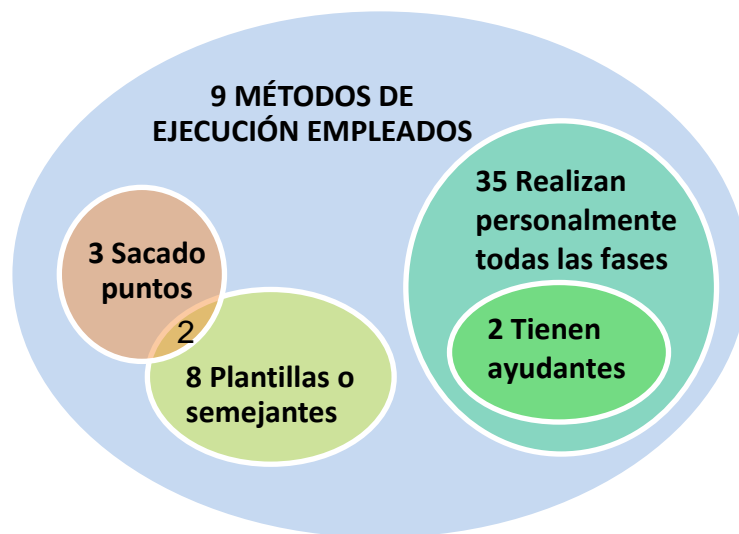 9 MÉTODOS DE
EJECUCIÓN EMPLEADOS
35 Realizan
personalmente
todas las fases
3 Sacado
puntos
2
2 Tienen
ayudantes
8 Plantillas o
semejantes